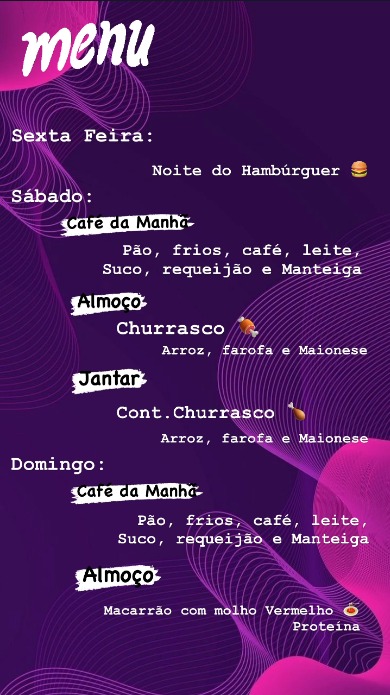 menu
Sexta Feira:
Noite do Hambúrguer 🍔
Sábado:
Café da Manhã
Pão, frios, café, leite,
Suco, requeijão e Manteiga
Almoço
Churrasco 🍖
Arroz, farofa e Maionese
Jantar
Cont.Churrasco 🍗
Arroz, farofa e Maionese
Domingo:
Café da Manhã
Pão, frios, café, leite,
Suco, requeijão e Manteiga
Almoço
Macarrão com molho Vermelho 🍝
Proteína